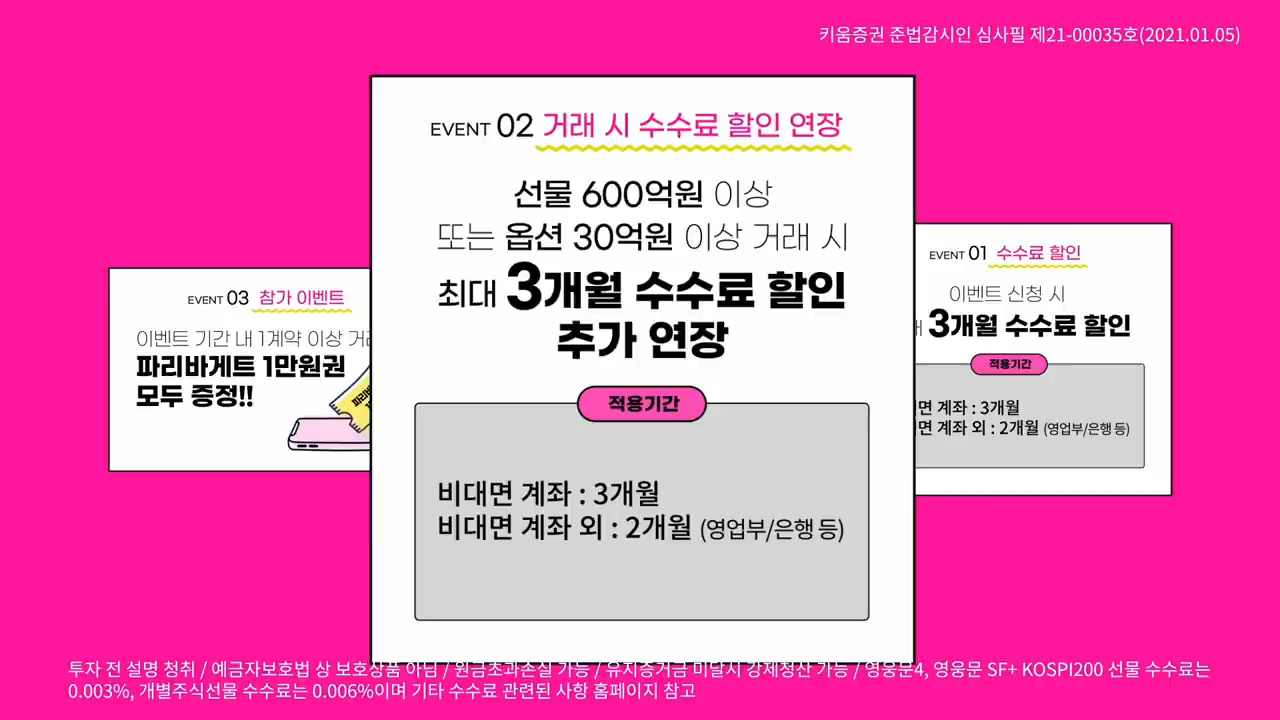 키움증권 준법감시인 심사필 제21-00035호(2021.01.05)
EVENT 03 참가 이벤트
이벤트 기간 내 1계약 이상
파리바게트 1만원권
모두 증정!!
EVENT 02 거래 시 수수료 할인 연장
선물 600억원 이상
또는 옵션 30억원 이상 거래 시
최대 3개월 수수료 할인
추가 연장
적용기간
비대면 계좌 : 3개월
비대면 계좌 외 : 2개월 (영업부/은행 등)
EVENT 01 수수료 할인
이벤트 신청 시
3개월 수수료 할인
적용기간
면 계좌 : 3개월
면 계좌 외 : 2개월 (영업부/은행 등)
투자 전 설명 청취 / 예금자보호법 상 보호상품 아님 / 원금초과손실 가능 / 유지증거금 미달시 강제청산 가능 / 영웅문4, 영웅문 SF+ KOSPI200 선물 수수료는
0.003%, 개별주식선물 수수료는 0.006%이며 기타 수수료 관련된 사항 홈페이지 참고